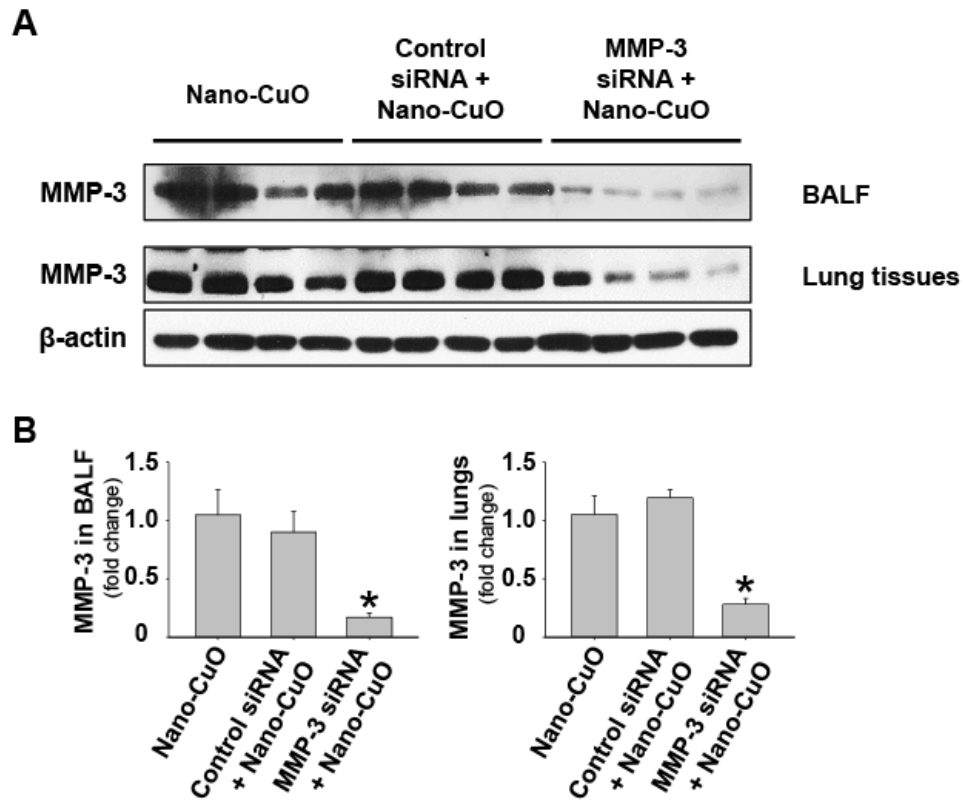 A
Nano-CuO
Control
siRNA +
Nano-CuO
MMP-3
siRNA +
Nano-CuO
MMP-3
BALF
MMP-3
Lung tissues
β-actin
B
MMP-3 in BALF
(fold change)
1.5
1.0
0.5
0
Nano-CuO
Control siRNA
+ Nano-CuO
MMP-3 siRNA
+ Nano-CuO
*
MMP-3 in lungs
(fold change)
1.5
1.0
0.5
0
Nano-CuO
Control siRNA
+ Nano-CuO
MMP-3 siRNA
+ Nano-CuO
*